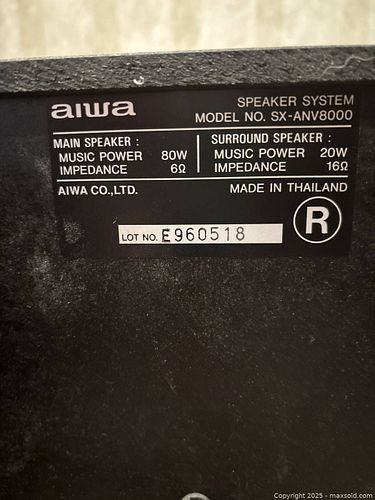 aiwa
SPEAKER SYSTEM
MODEL NO. SX-ANV8000
MAIN SPEAKER :
MUSIC POWER 80W
IMPEDANCE 6Ω
SURROUND SPEAKER :
MUSIC POWER 20W
IMPEDANCE 16Ω
AIWA CO.,LTD.
MADE IN THAILAND
LOT NO. E960518
R
Copyright 2025 - maxsold.com